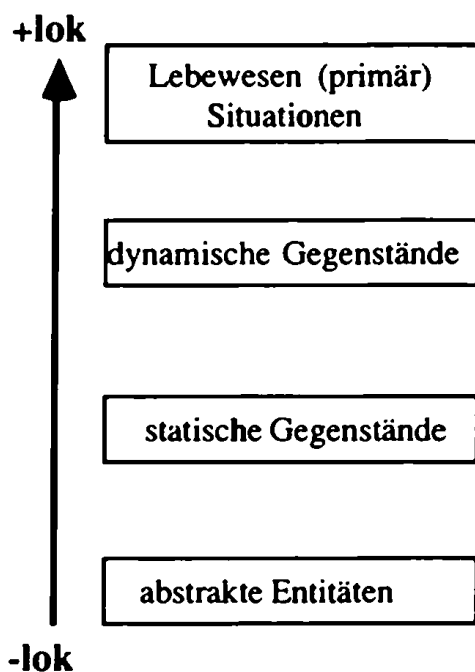 +lok
Lebewesen (primär)
Situationen
dynamische Gegenstände
statische Gegenstände
abstrakte Entitäten
-lok